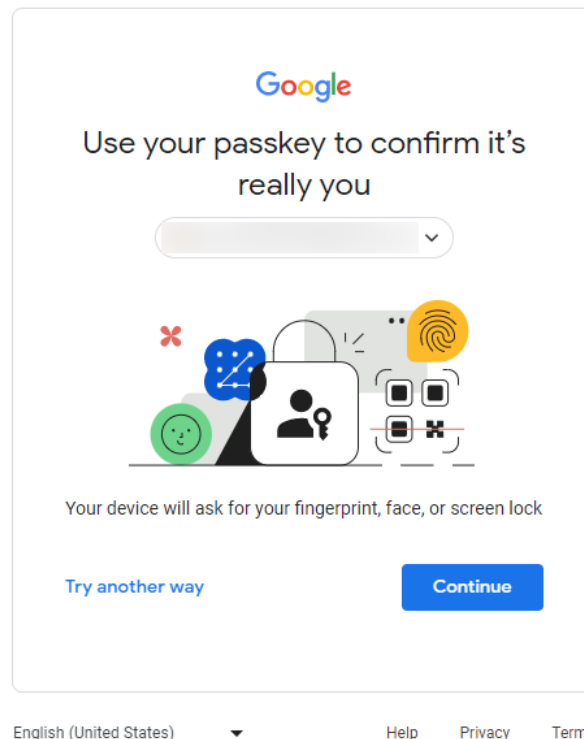 Google
Use your passkey to confirm it's
really you
Your device will ask for your fingerprint, face, or screen lock
Try another way
Continue
English (United States)
Help
Privacy
Term